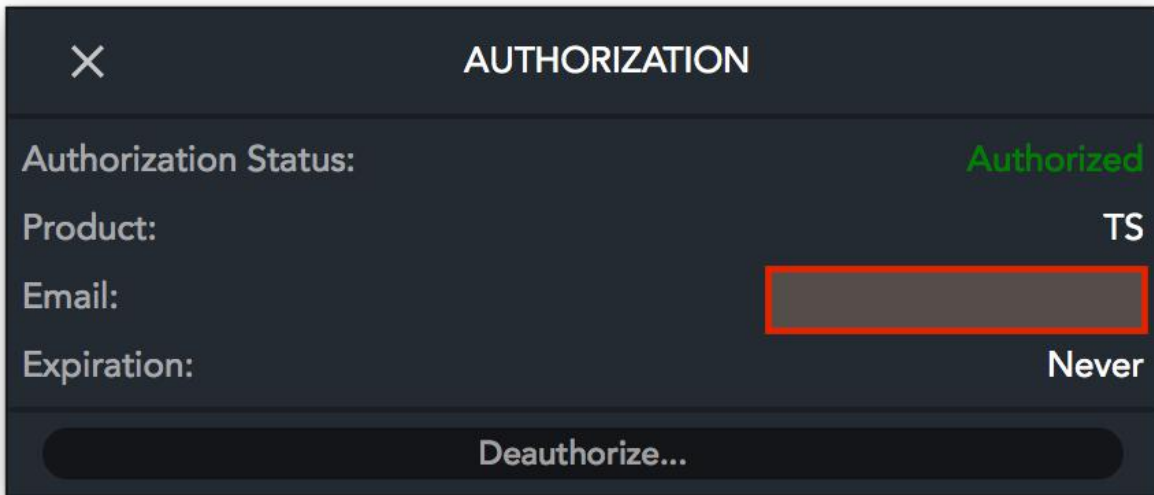 AUTHORIZATION
Authorization Status: Authorized
Product: TS
Email:
Expiration: Never
Deauthorize...